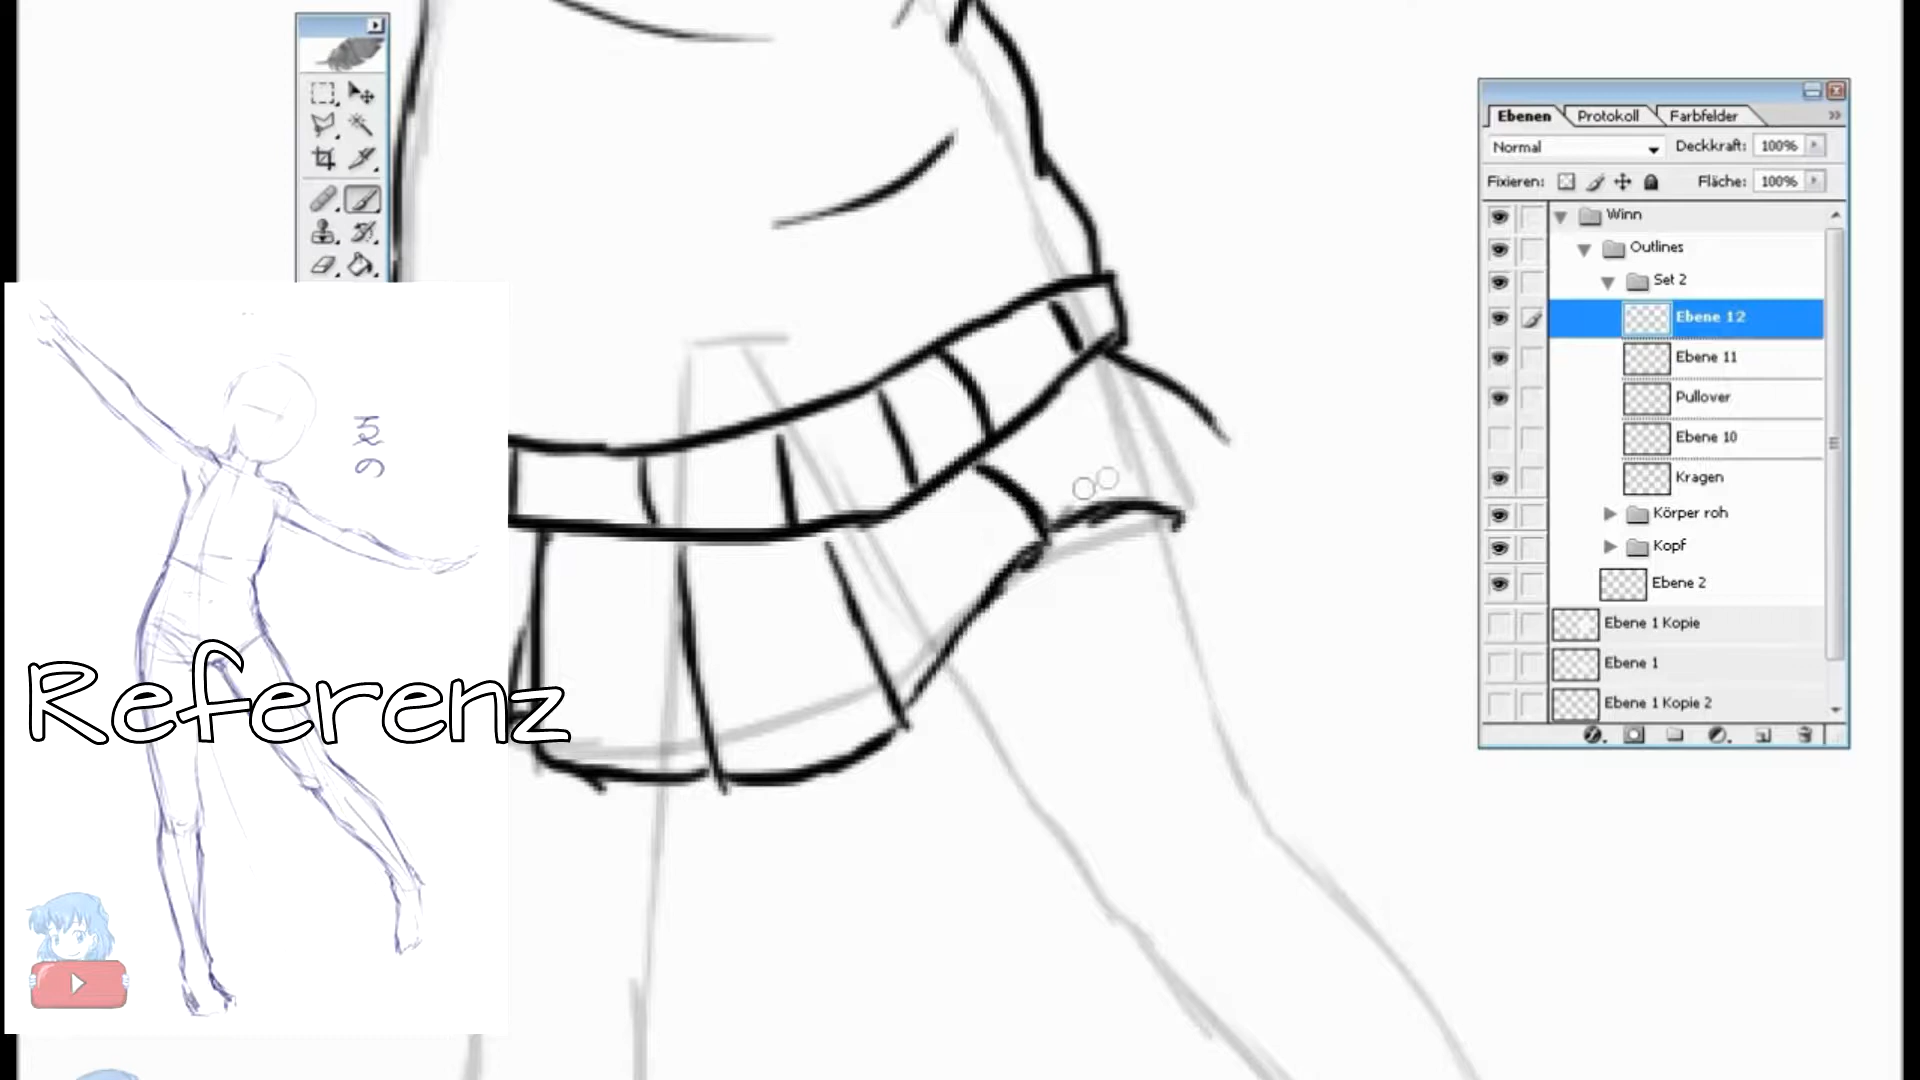 Ebenen Protokoll Farbfelder
Normal Deckkraft: 100%
Fixieren: Fläche: 100%
Winn
Outlines
Set 2
Ebene 12
Ebene 11
Pullover
Ebene 10
Kragen
Körper roh
Kopf
Ebene 2
Ebene 1 Kopie
Ebene 1
Ebene 1 Kopie 2
Referenz